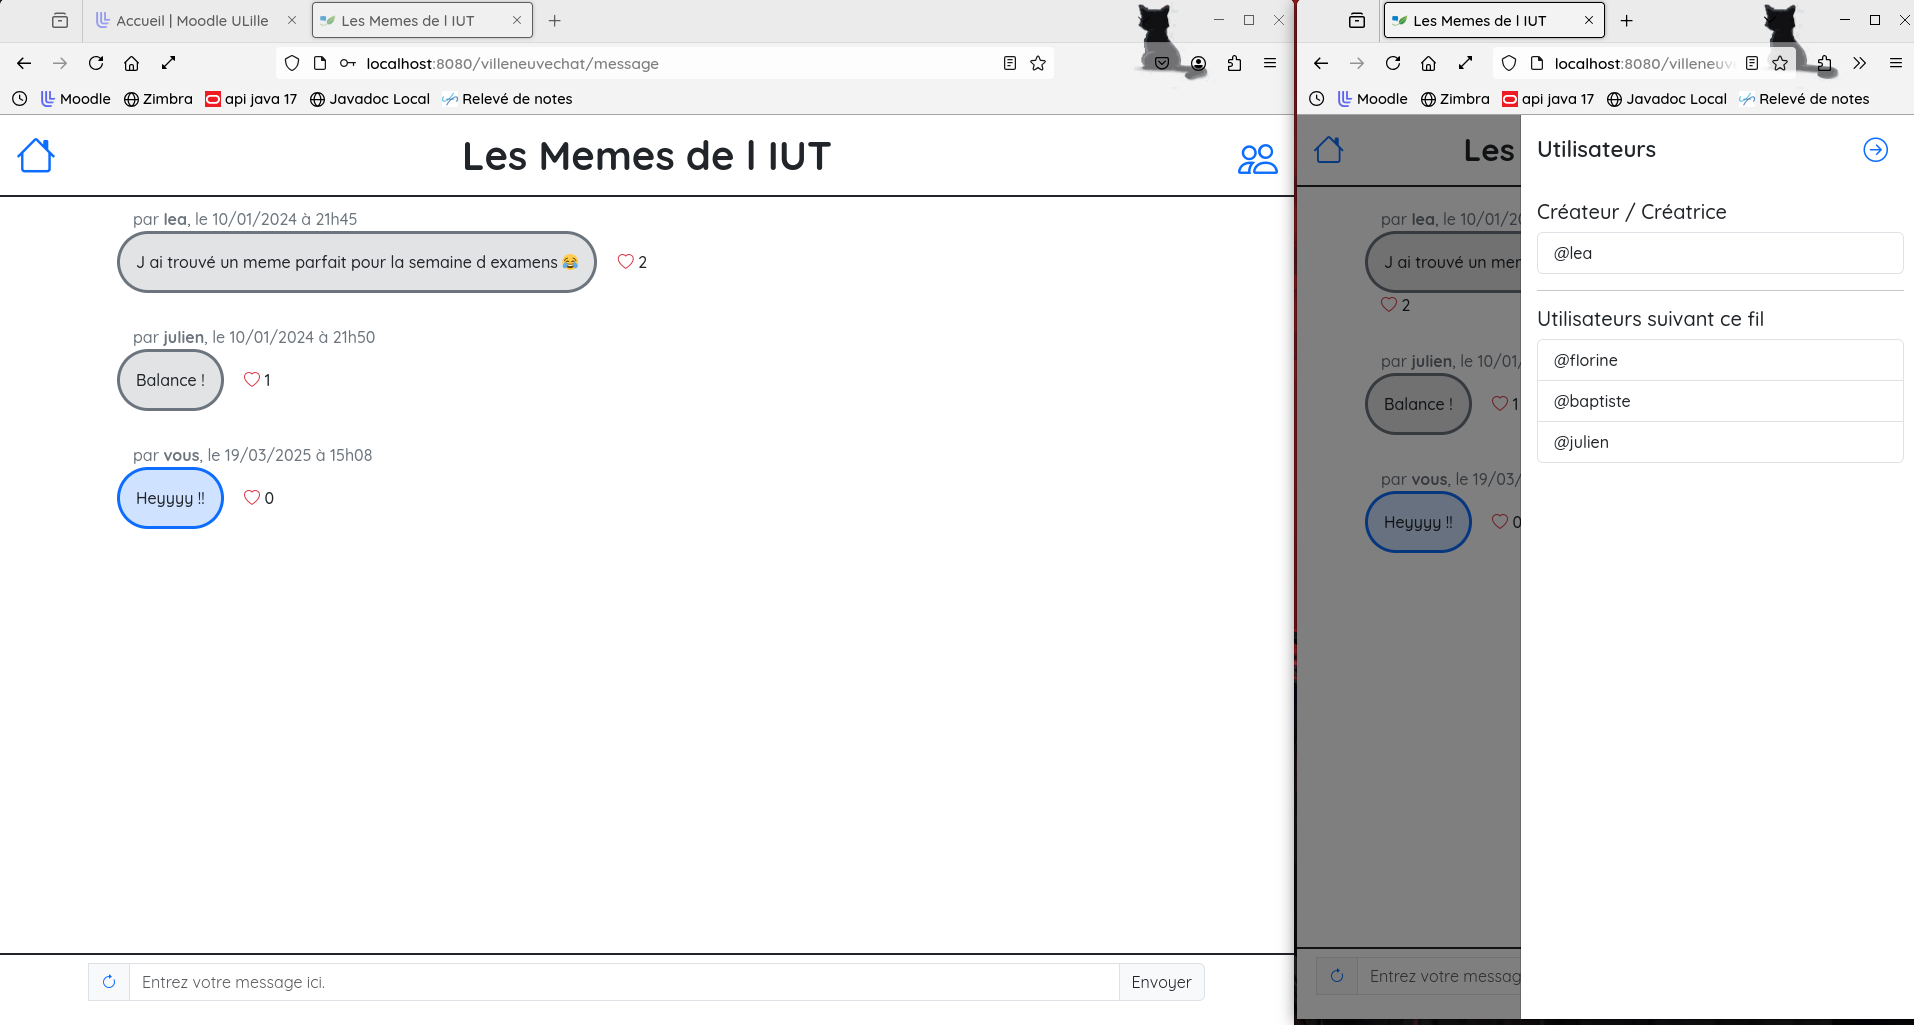 Accueil | Moodle ULille
Les Memes de l IUT
localhost:8080/villeneuvechat/message
Moodle
Zimbra
api java 17
Javadoc Local
Relevé de notes
Les Memes de l IUT
par lea, le 10/01/2024 à 21h45
J ai trouvé un meme parfait pour la semaine d examens 😂
2
par julien, le 10/01/2024 à 21h50
Balance !
1
par vous, le 19/03/2025 à 15h08
Heyyyy !!
0
Entrez votre message ici.
Envoyer
Les Memes de l IUT
localhost:8080/villeneuv
Moodle
Zimbra
api java 17
Javadoc Local
Relevé de notes
Les
par lea, le 10/01/20
J ai trouvé un mem
2
par julien, le 10/01/
Balance !
1
par vous, le 19/03/
Heyyyy !!
0
Entrez votre messag
Utilisateurs
Créateur / Créatrice
@lea
Utilisateurs suivant ce fil
@florine
@baptiste
@julien